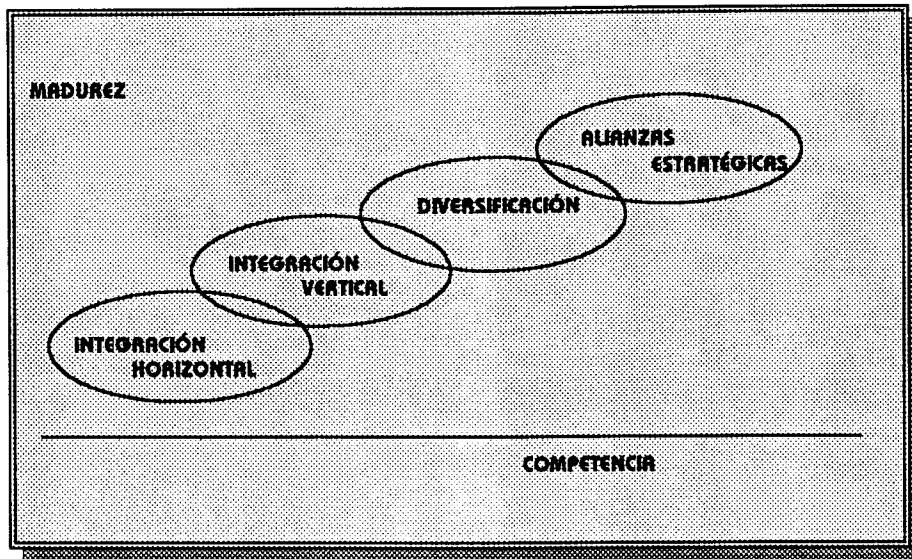 MADUREZ
ALIANZAS
ESTRATÉGICAS
DIVERSIFICACIÓN
INTEGRACIÓN
VERTICAL
INTEGRACIÓN
HORIZONTAL
COMPETENCIA